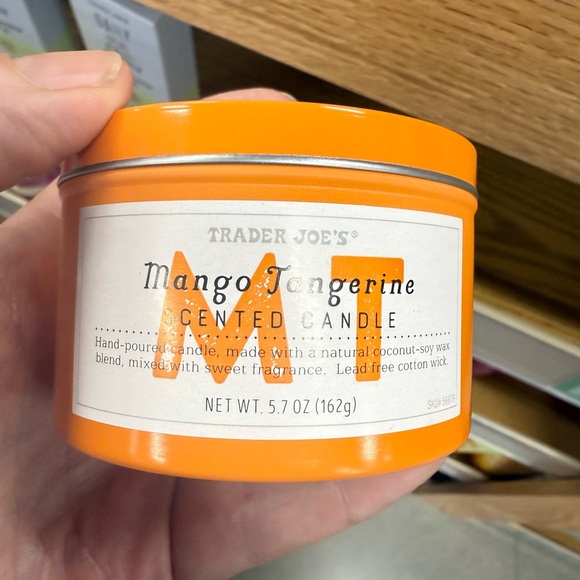 TRADER JOE'S®
MT
Mango Tangerine
SCENTED CANDLE
Hand-poured candle, made with a natural coconut-soy wax
blend, mixed with sweet fragrance. Lead free cotton wick.
NET WT. 5.7 OZ (162g)
SKU#